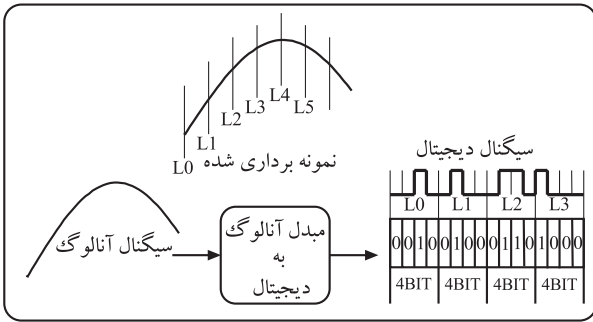 L0 L1 L2 L3 L4 L5
نمونه برداری شده
سیگنال دیجیتال
L0 L1 L2 L3
سیگنال آنالوگ
مبدل آنالوگ
به
دیجیتال
0010 0100 0110 1000
4BIT 4BIT 4BIT 4BIT